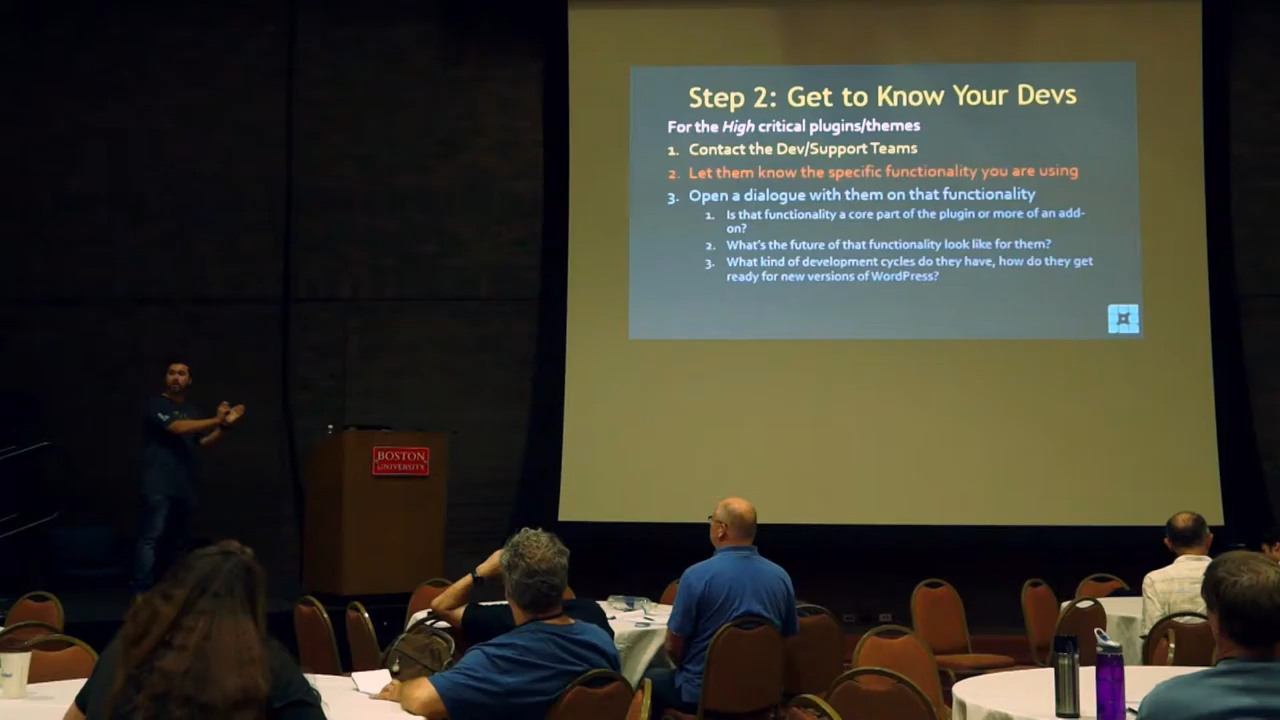 Step 2: Get to Know Your Devs
For the High critical plugins/themes
1. Contact the Dev/Support Teams
2. Let them know the specific functionality you are using
3. Open a dialogue with them on that functionality
1. Is that functionality a core part of the plugin or more of an add-
on?
2. What's the future of that functionality look like for them?
3. What kind of development cycles do they have, how do they get
ready for new versions of WordPress?
BOSTON
UNIVERSITY